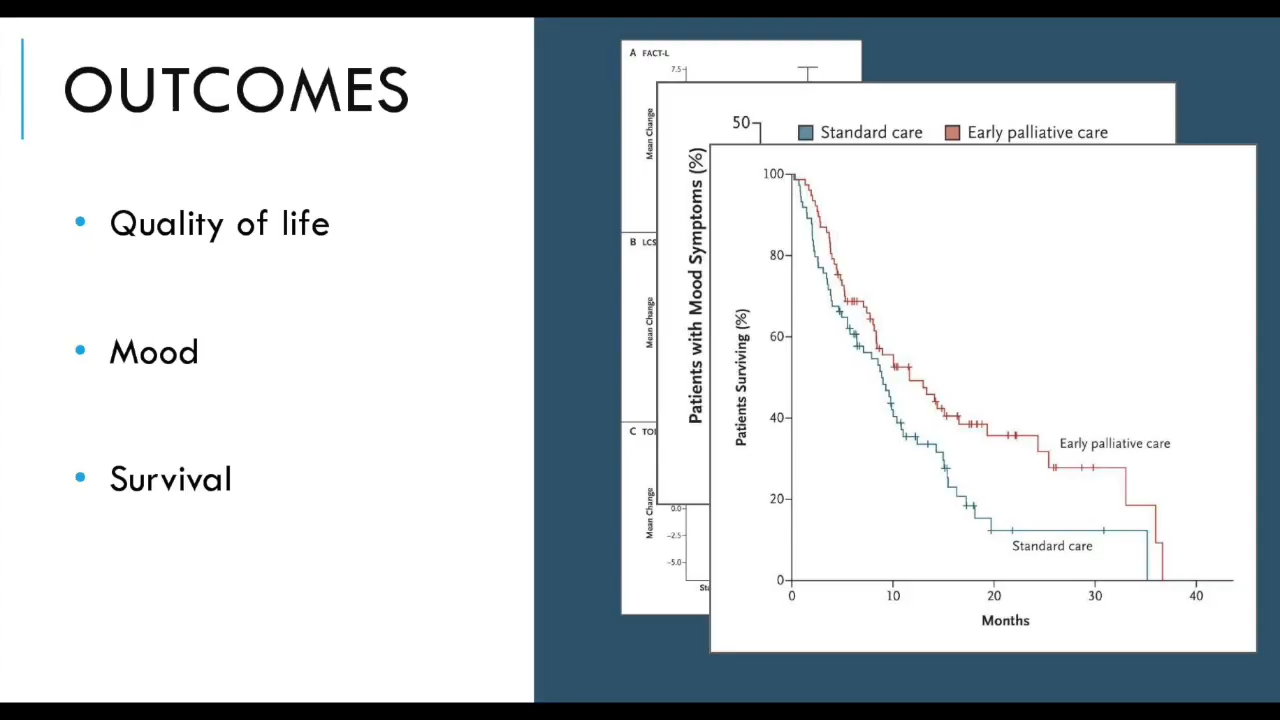 OUTCOMES
• Quality of life
• Mood
• Survival
A FACT-L
7.5
Mean Change
B LCS
Mean Change
C TOI
Mean Change
0.0
−2.5
−5.0
50
Standard care
Early palliative care
Patients with Mood Symptoms (%)
100
80
60
40
20
0
Patients Surviving (%)
Early palliative care
Standard care
0 10 20 30 40
Months